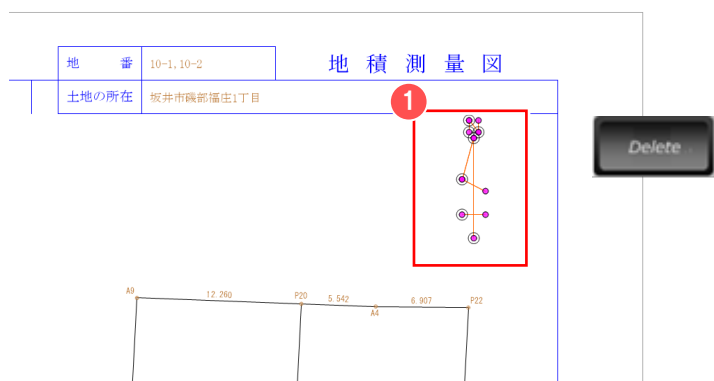 地 番 10-1,10-2 地 積 測 量 図
土地の所在 坂井市磯部福庄1丁目
1
Delete
A9 12.260 P20 5.542 A4 6.907 P22